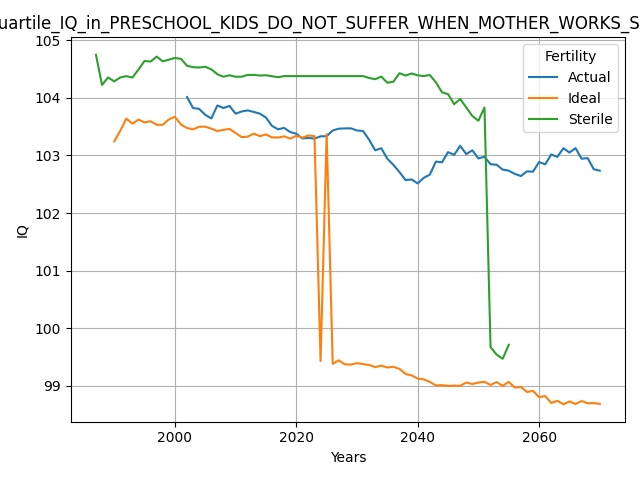 uartile_IQ_in_PRESCHOOL_KIDS_DO_NOT_SUFFER_WHEN_MOTHER_WORKS_S
105
104
103
102
101
100
99
IQ
2000
2020
2040
2060
Years
Fertility
Actual
Ideal
Sterile